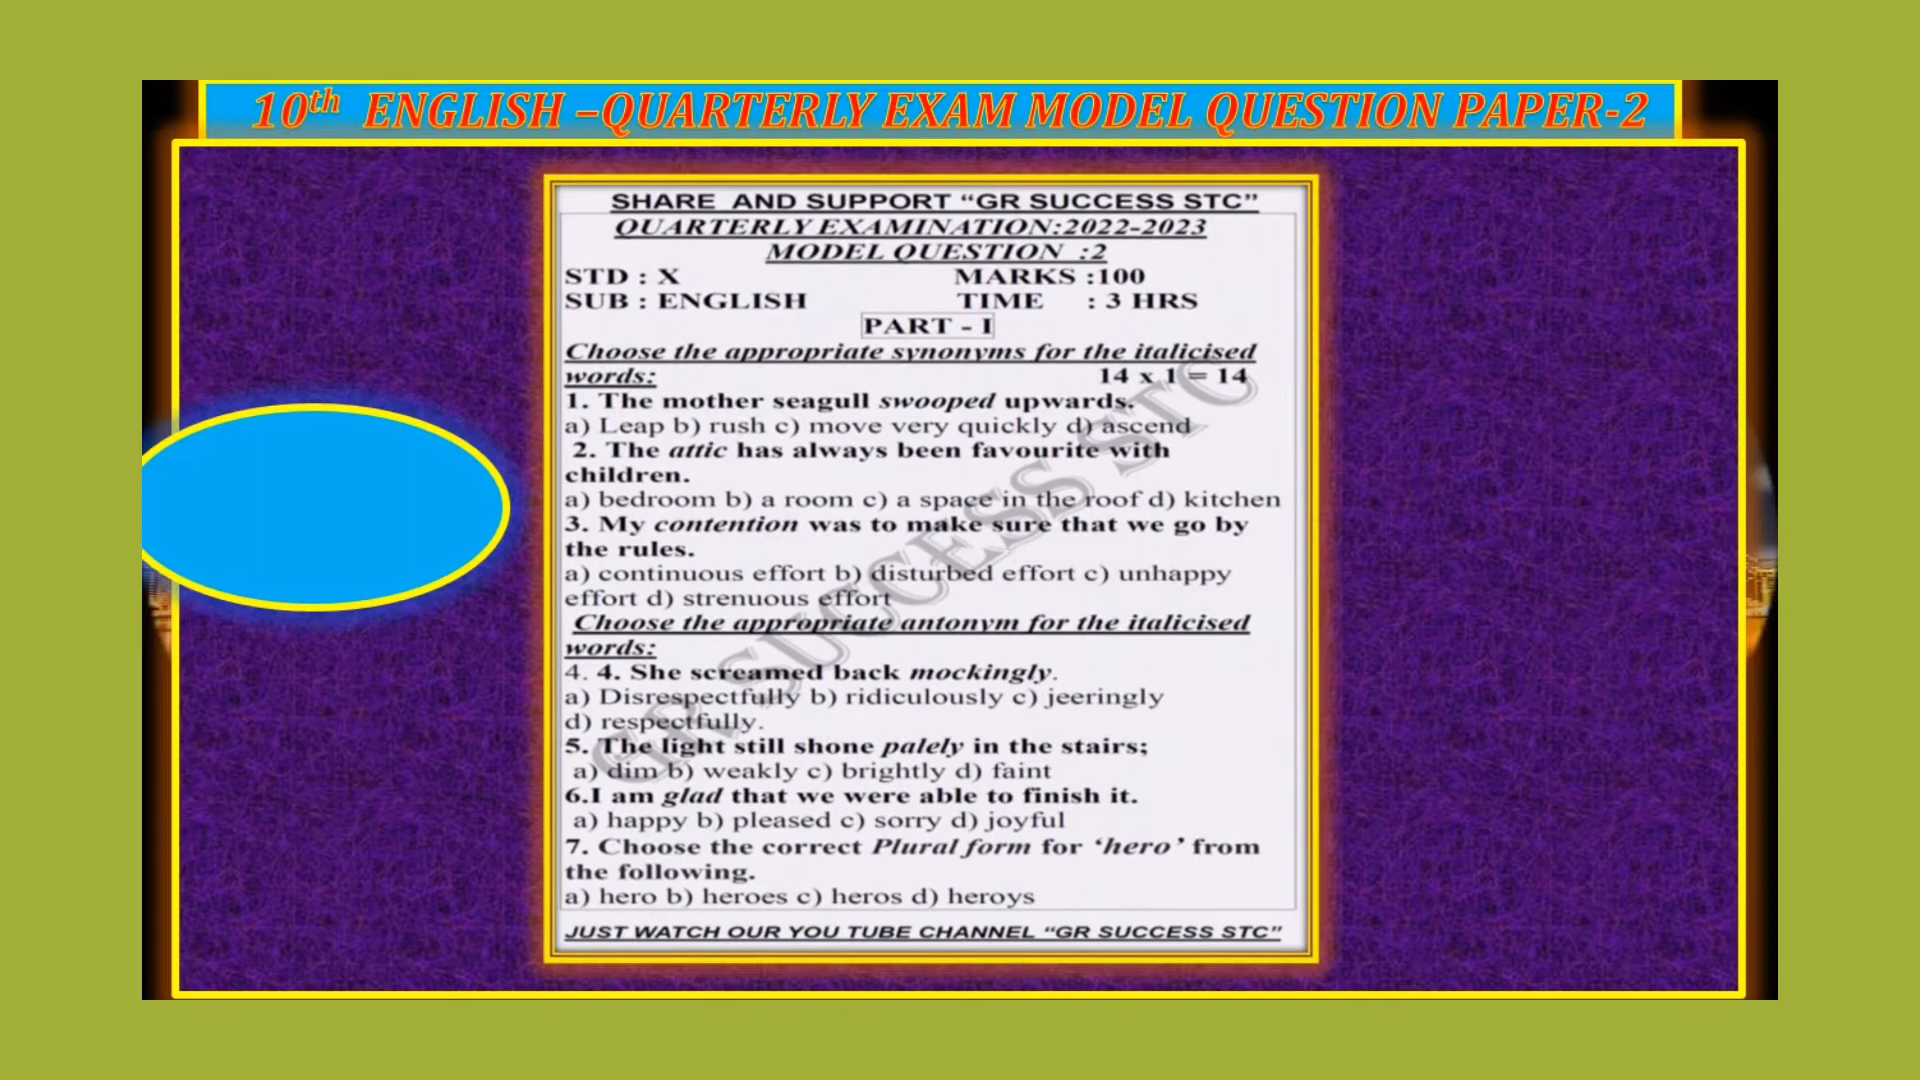 10th ENGLISH –QUARTERLY EXAM MODEL QUESTION PAPER-2
SHARE AND SUPPORT “GR SUCCESS STC”
QUARTERLY EXAMINATION:2022-2023
MODEL QUESTION :2
STD : X MARKS :100
SUB : ENGLISH TIME : 3 HRS
PART - I
Choose the appropriate synonyms for the italicised
words: 14 x 1 = 14
1. The mother seagull swooped upwards.
a) Leap b) rush c) move very quickly d) ascend
2. The attic has always been favourite with
children.
a) bedroom b) a room c) a space in the roof d) kitchen
3. My contention was to make sure that we go by
the rules.
a) continuous effort b) disturbed effort c) unhappy
effort d) strenuous effort
Choose the appropriate antonym for the italicised
words:
4. 4. She screamed back mockingly.
a) Disrespectfully b) ridiculously c) jeeringly
d) respectfully.
5. The light still shone palely in the stairs;
a) dim b) weakly c) brightly d) faint
6.I am glad that we were able to finish it.
a) happy b) pleased c) sorry d) joyful
7. Choose the correct Plural form for ‘hero’ from
the following.
a) hero b) heroes c) heros d) heroys
JUST WATCH OUR YOU TUBE CHANNEL “GR SUCCESS STC”
GR SUCCESS STC